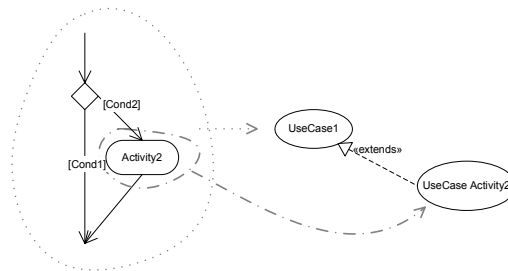 [Cond2]
UseCase1
«extends»
[Cond1]
Activity2
UseCase Activity2